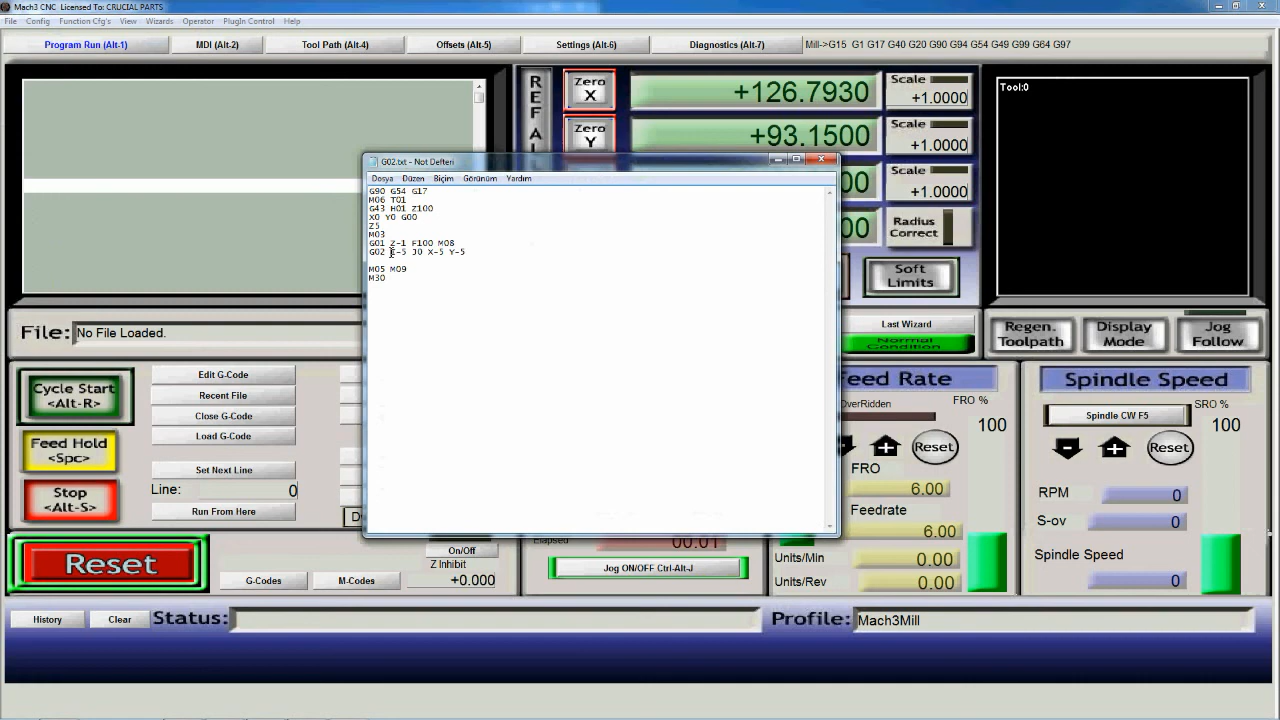 Mach3 CNC Licensed To: CRUCIAL PARTS
File Config Function Cfg's View Wizards Operator PlugIn Control Help
Program Run (Alt-1) MDI (Alt-2) Tool Path (Alt-4) Offsets (Alt-5) Settings (Alt-6) Diagnostics (Alt-7) Mill->G15 G1 G17 G40 G20 G90 G94 G54 G49 G99 G64 G97
REF AL
Zero X +126.7930 Scale +1.0000
Zero Y +93.1500 Scale +1.0000
00 Scale +1.0000
00 Radius Correct
Tool:0
G02.txt - Not Defteri
Dosya Düzen Biçim Görünüm Yardım
G90 G54 G17
M06 T01
G43 H01 Z100
X0 Y0 G00
Z5
M03
G01 Z-1 F100 M08
G02 -5 J0 X-5 Y-5
M05 M09
M30
Soft Limits
File: No File Loaded.
Last Wizard
Normal Condition
Regen. Toolpath Display Mode Jog Follow
Cycle Start <Alt-R>
Feed Hold <Spc>
Stop <Alt-S>
Edit G-Code
Recent File
Close G-Code
Load G-Code
Set Next Line
Line: 0
Run From Here
Feed Rate
OverRidden FRO % 100
Reset
FRO 6.00
Feedrate 6.00
Units/Min 0.00
Units/Rev 0.00
Spindle Speed
Spindle CW F5
SRO % 100
Reset
RPM 0
S-ov 0
Spindle Speed 0
Reset
G-Codes M-Codes
On/Off
Z Inhibit
+0.000
Elapsed 00:01
Jog ON/OFF Ctrl-Alt-J
History Clear Status: Profile: Mach3Mill